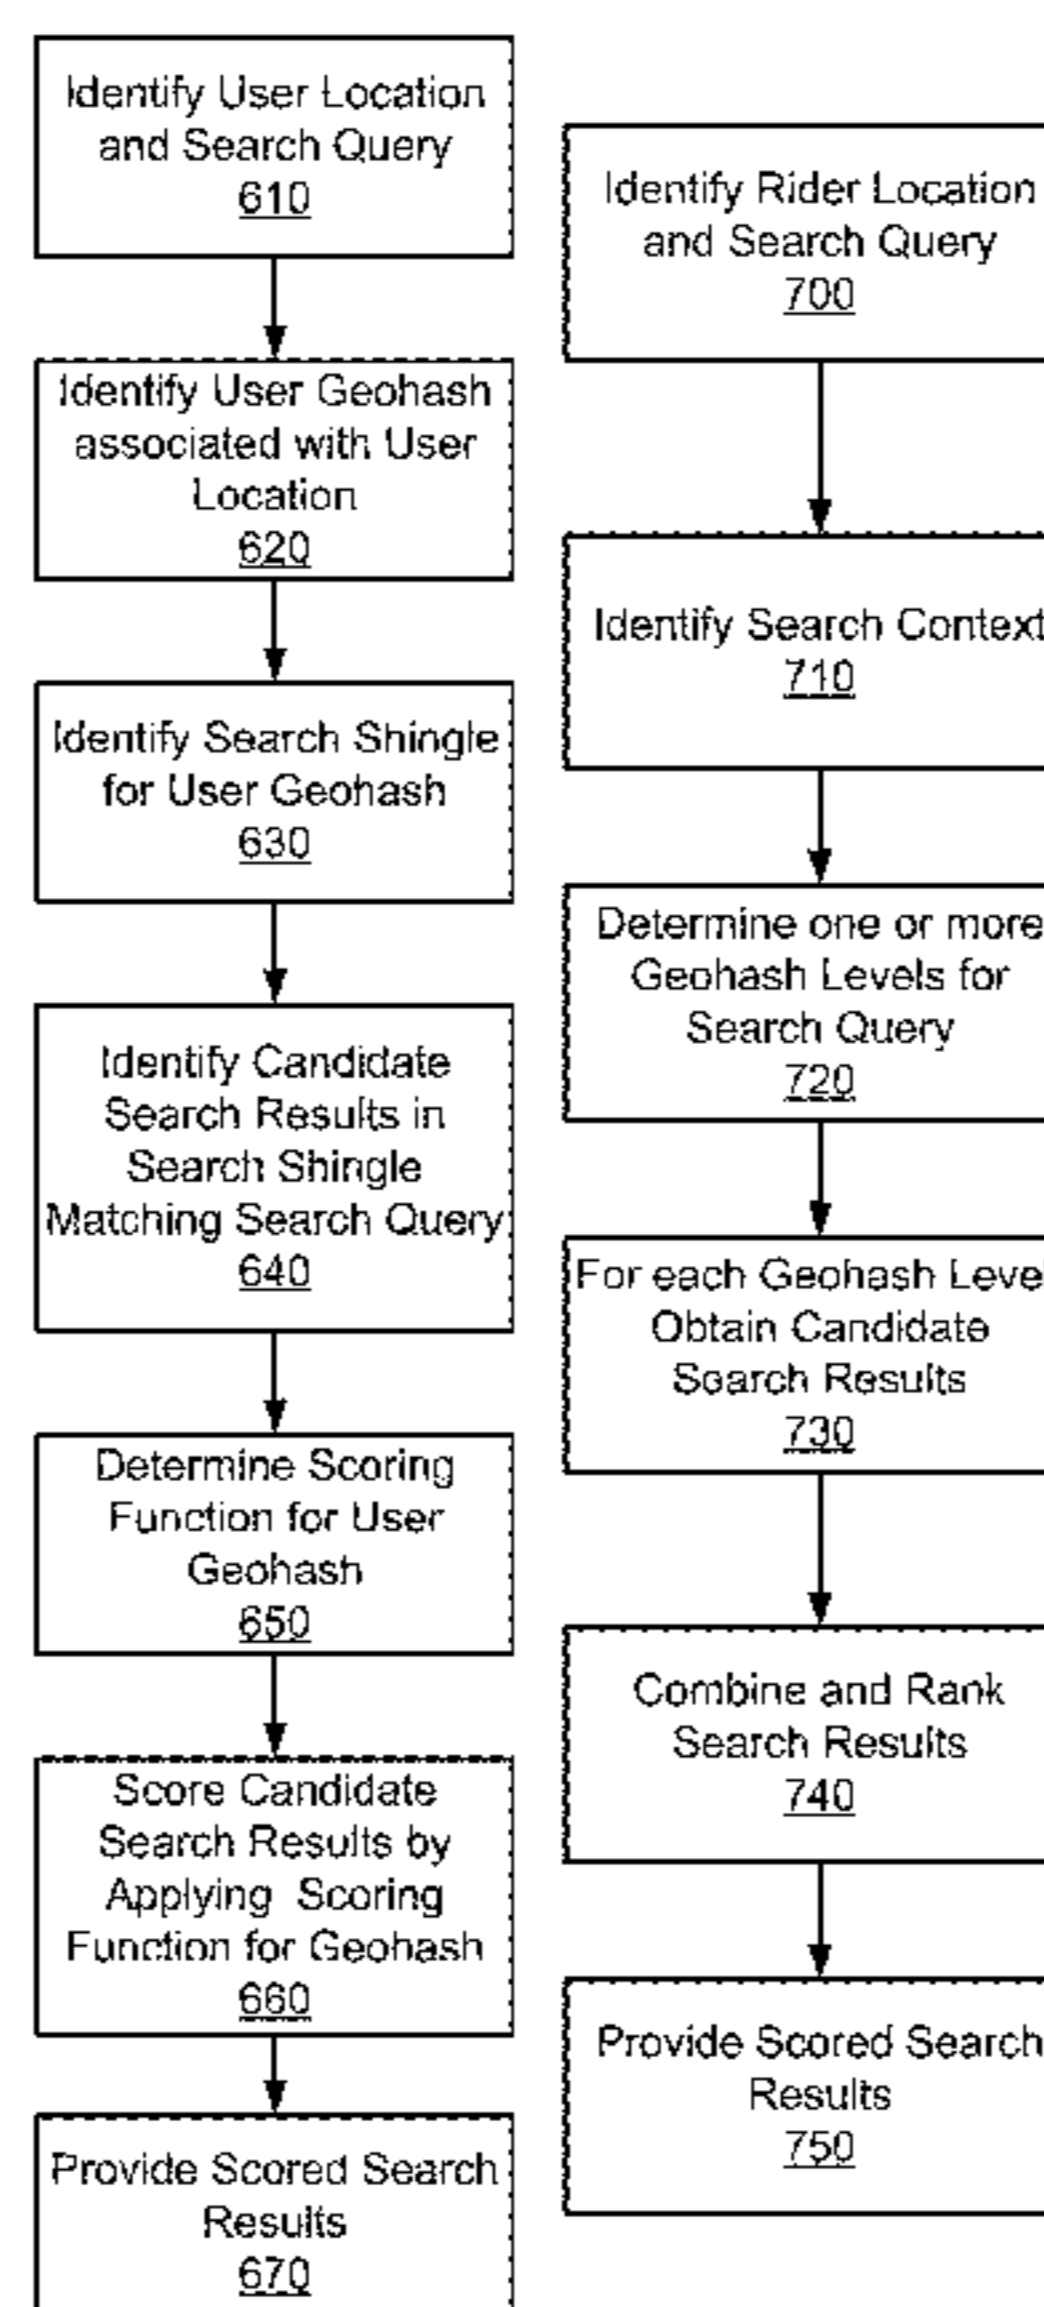 Identify User Location
and Search Query
610
Identify User Geohash
associated with User
Location
620
Identify Search Shingle
for User Geohash
630
Identify Candidate
Search Results in
Search Shingle
Matching Search Query
640
Determine Scoring
Function for User
Geohash
650
Score Candidate
Search Results by
Applying Scoring
Function for Geohash
660
Provide Scored Search
Results
670
Identify Rider Location
and Search Query
700
Identify Search Context
710
Determine one or more
Geohash Levels for
Search Query
720
For each Geohash Level
Obtain Candidate
Search Results
730
Combine and Rank
Search Results
740
Provide Scored Search
Results
750